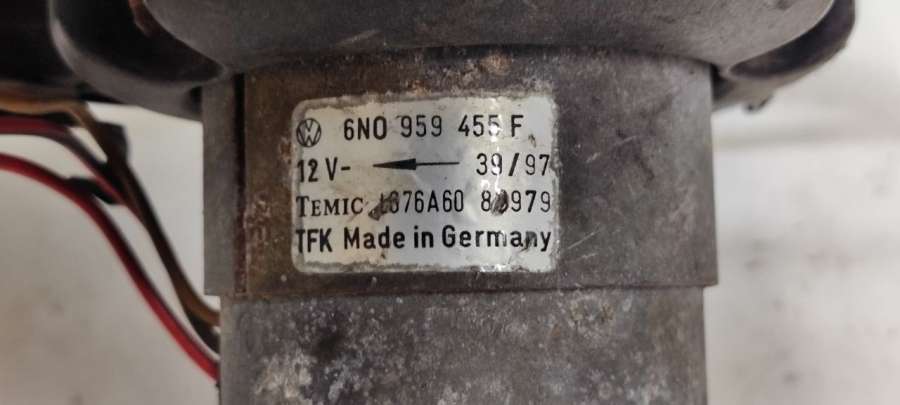 6N0 959 455 F
12 V- 39/97
TEMIC
TFK Made in Germany